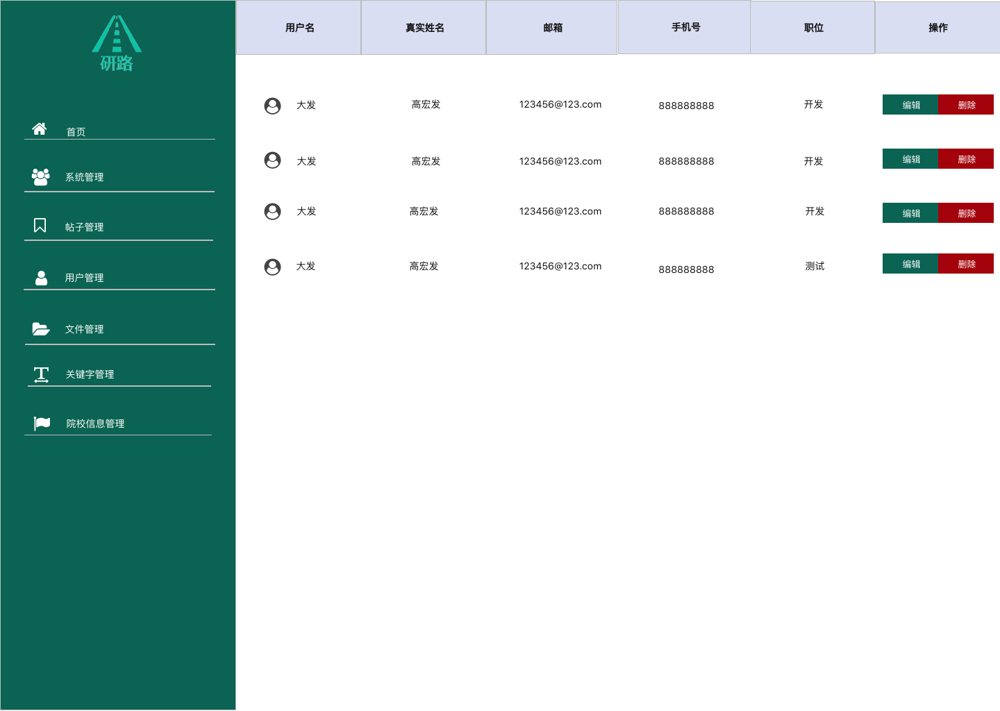 研路
首页
系统管理
帖子管理
用户管理
文件管理
关键字管理
院校信息管理
用户名 真实姓名 邮箱 手机号 职位 操作
大发 高宏发 123456@123.com 888888888 开发 编辑 删除
大发 高宏发 123456@123.com 888888888 开发 编辑 删除
大发 高宏发 123456@123.com 888888888 开发 编辑 删除
大发 高宏发 123456@123.com 888888888 测试 编辑 删除